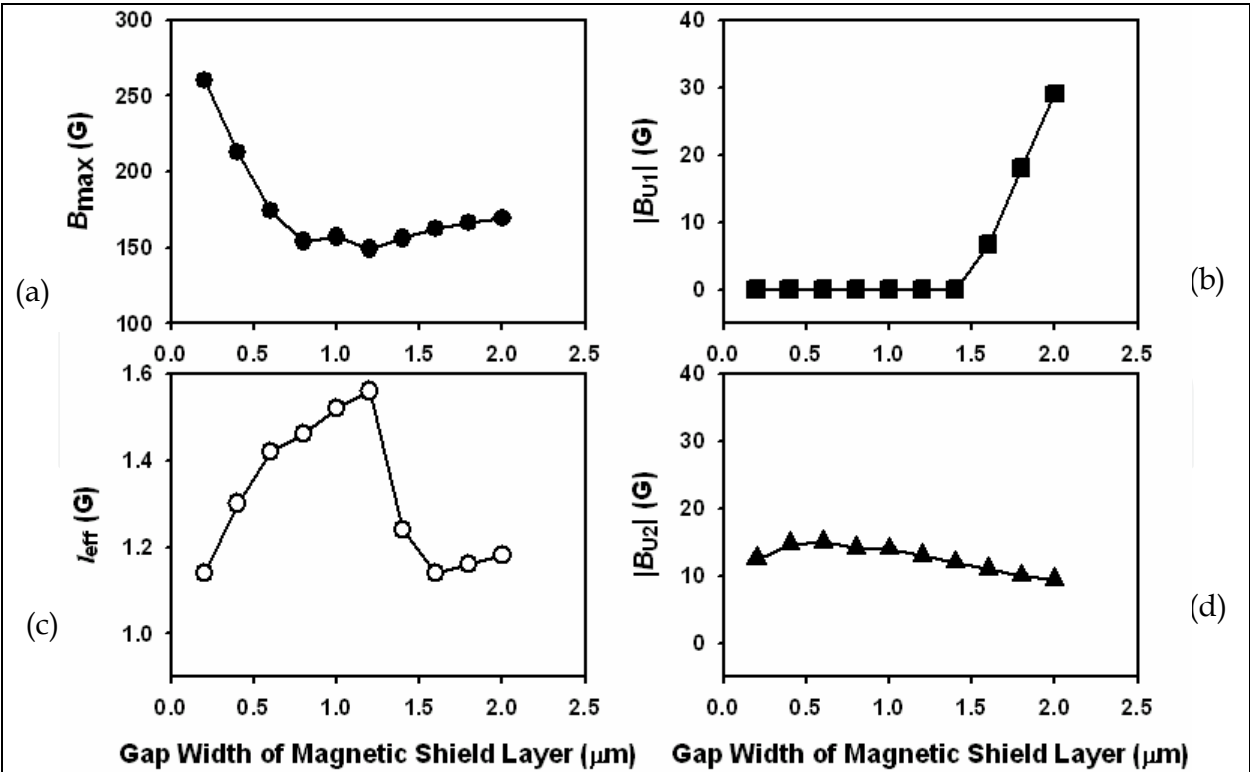 300
250
200
150
100
Bmax (G)
(a)
0.0 0.5 1.0 1.5 2.0 2.5
40
30
20
10
0
|BU1| (G)
(b)
0.0 0.5 1.0 1.5 2.0 2.5
1.6
1.4
1.2
1.0
leff (G)
(c)
0.0 0.5 1.0 1.5 2.0 2.5
Gap Width of Magnetic Shield Layer (μm)
40
30
20
10
0
|BU2| (G)
(d)
0.0 0.5 1.0 1.5 2.0 2.5
Gap Width of Magnetic Shield Layer (μm)